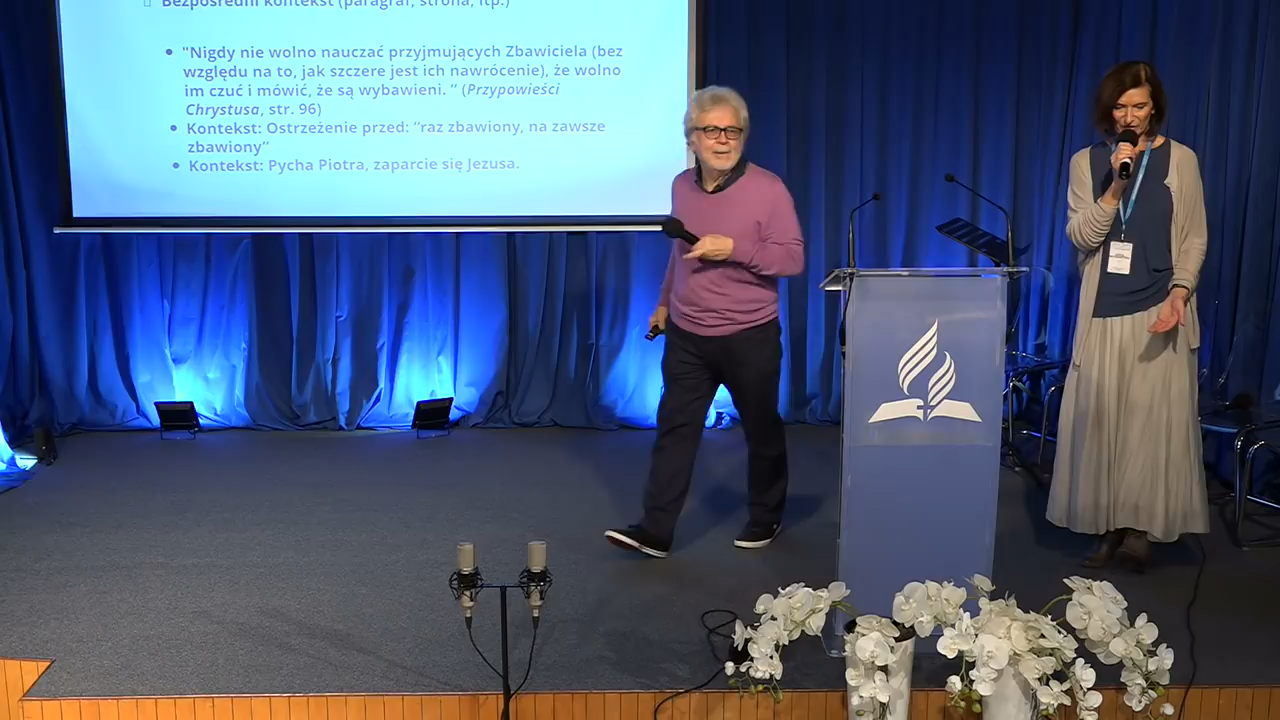 Bezpośredni kontekst (paragraf, strona, itp.)
"Nigdy nie wolno nauczać przyjmujących Zbawiciela (bez
względu na to, jak szczere jest ich nawrócenie), że wolno
im czuć i mówić, że są wybawieni. ” (Przypowieści
Chrystusa, str. 96)
Kontekst: Ostrzeżenie przed: “raz zbawiony, na zawsze
zbawiony”
Kontekst: Pycha Piotra, zaparcie się Jezusa.